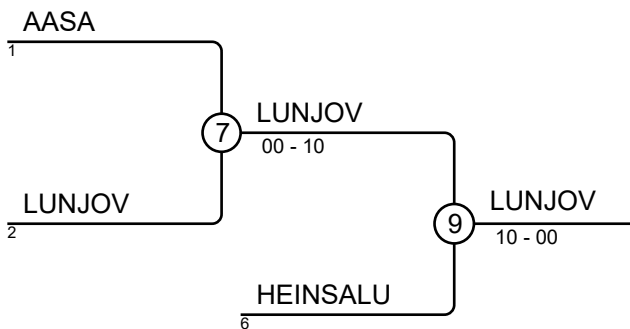 AASA
1
LUNJOV
7
00 - 10
LUNJOV
2
LUNJOV
9
10 - 00
HEINSALU
6